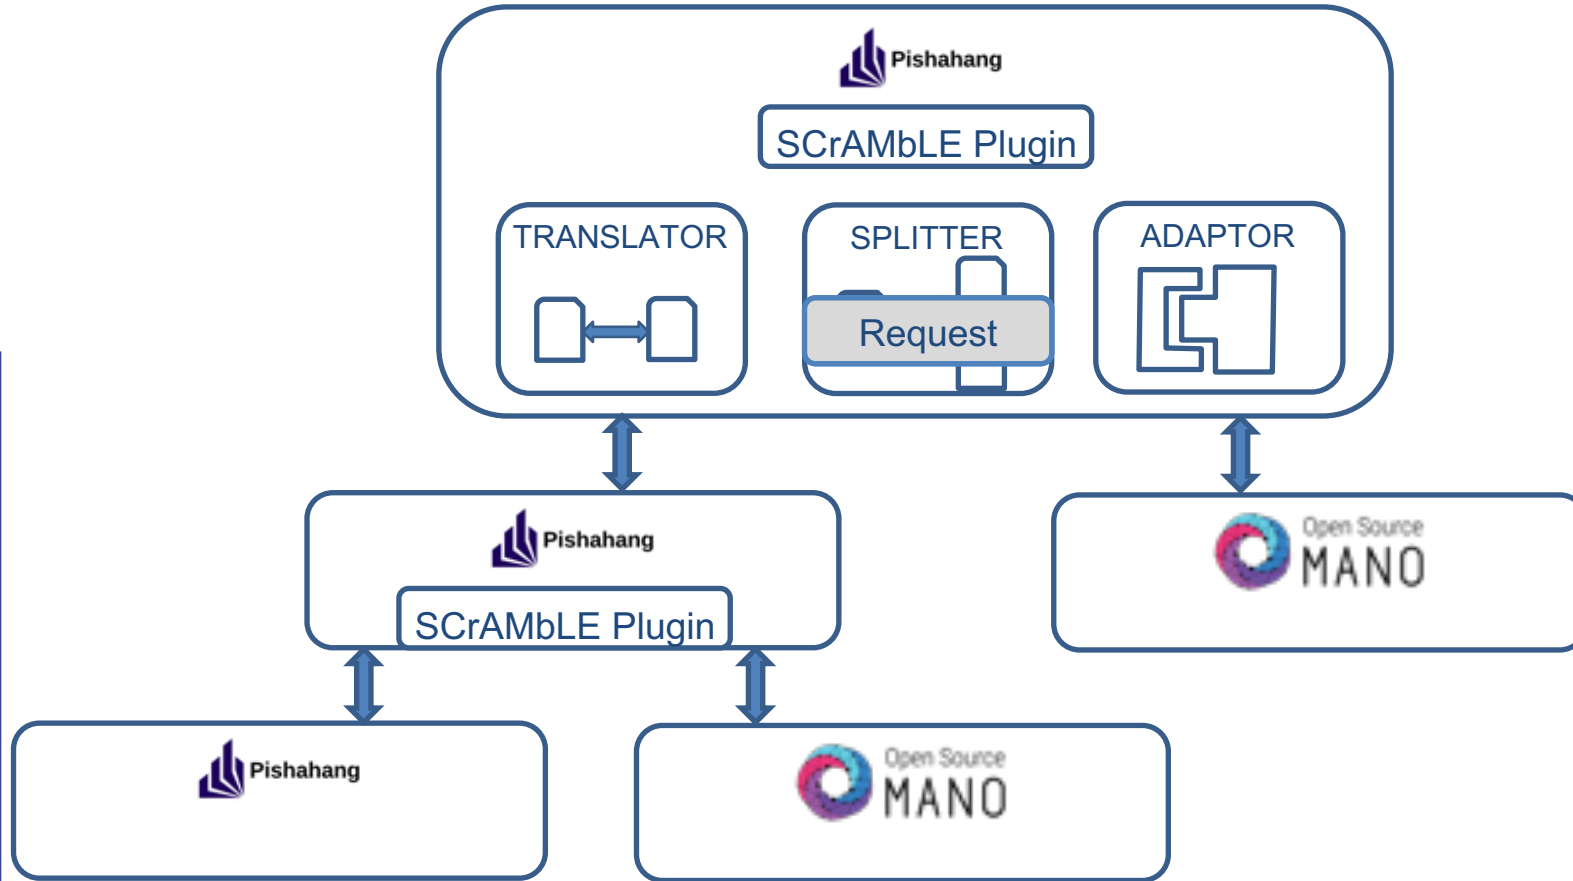 Pishahang
SCrAMbLE Plugin
TRANSLATOR
SPLITTER
ADAPTOR
Request
Pishahang
SCrAMbLE Plugin
Open Source
MANO
Pishahang
Open Source
MANO